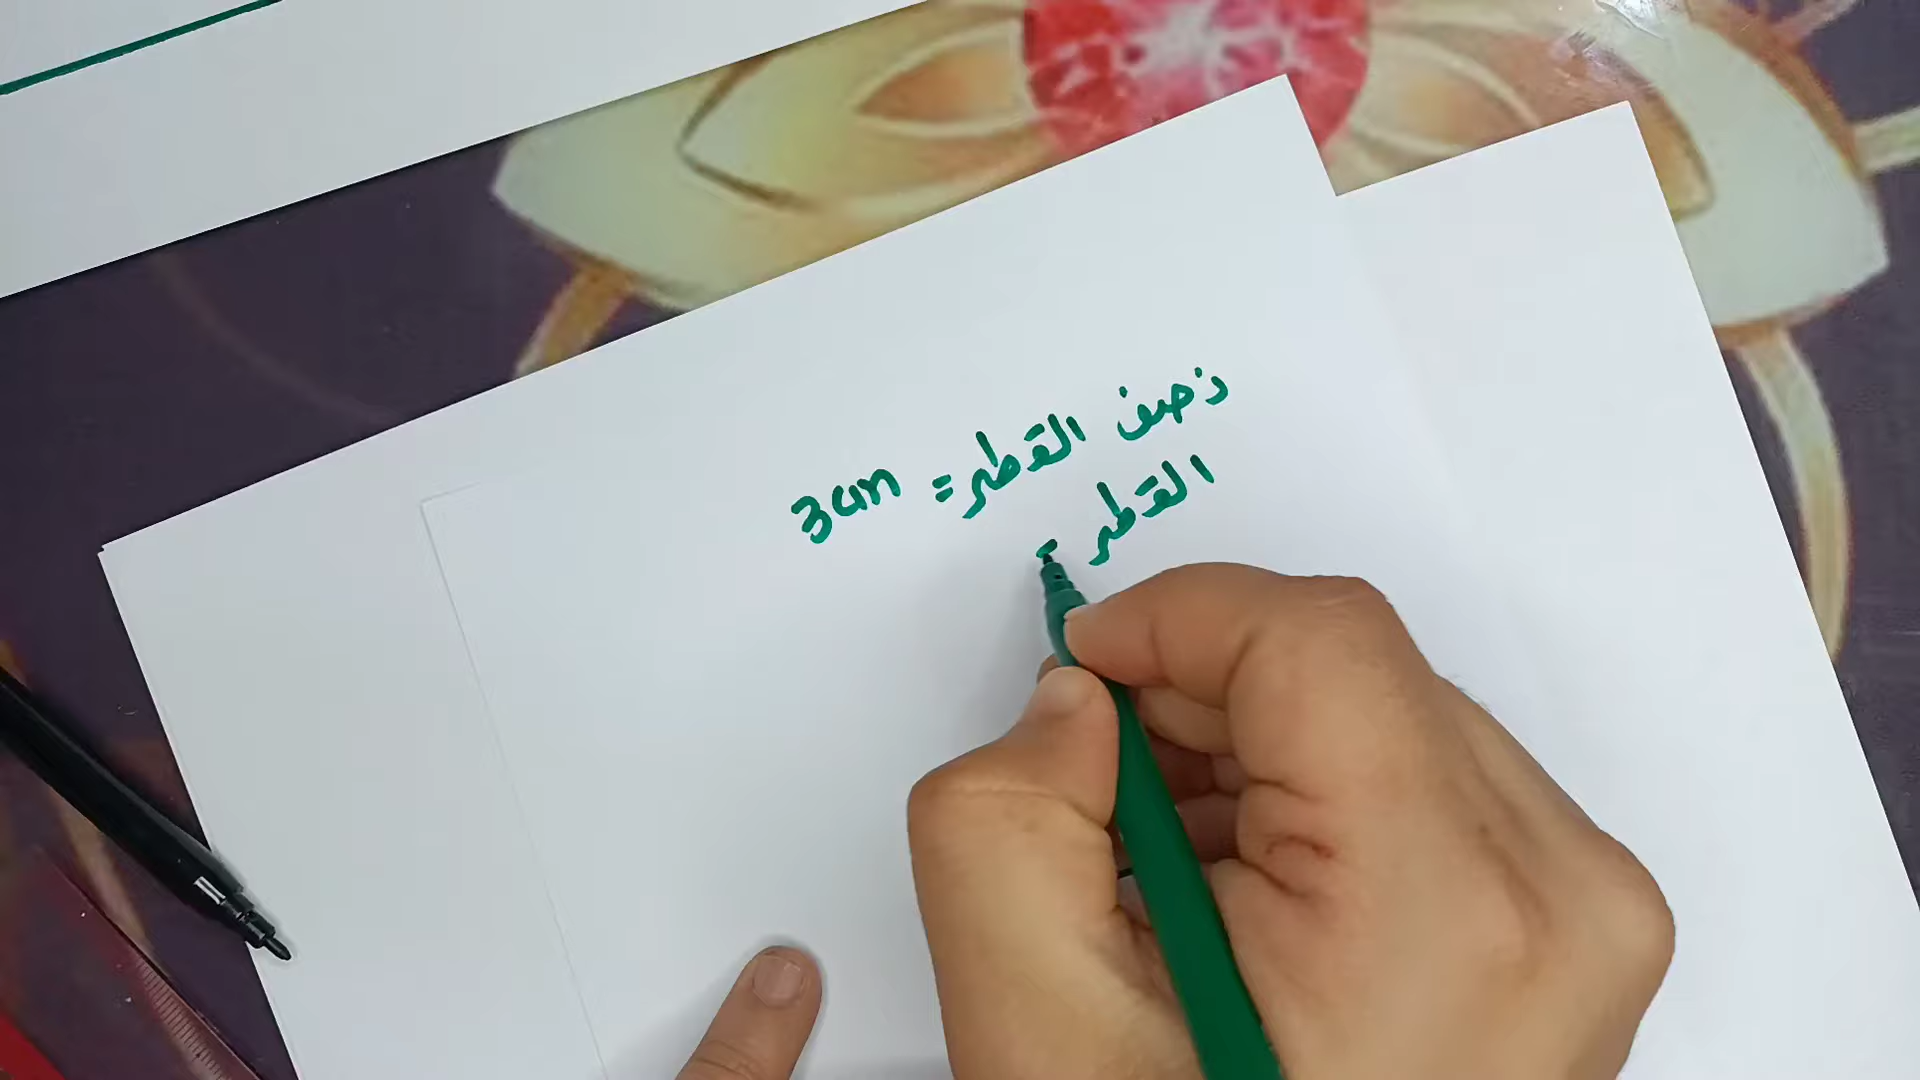 نصف القطر = 3cm
القطر =